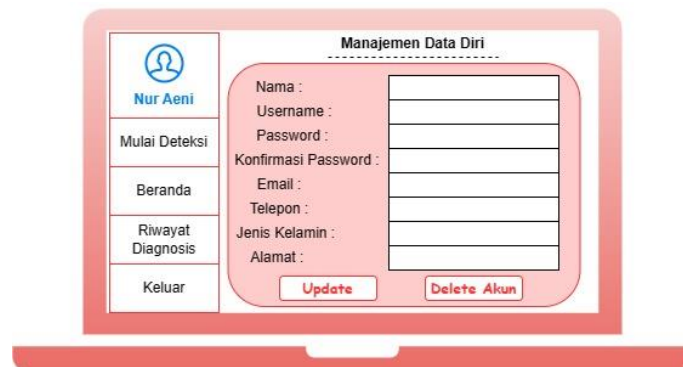 Nur Aeni
Mulai Deteksi
Beranda
Riwayat
Diagnosis
Keluar
Manajemen Data Diri
Nama :
Username :
Password :
Konfirmasi Password :
Email :
Telepon :
Jenis Kelamin :
Alamat :
Update
Delete Akun